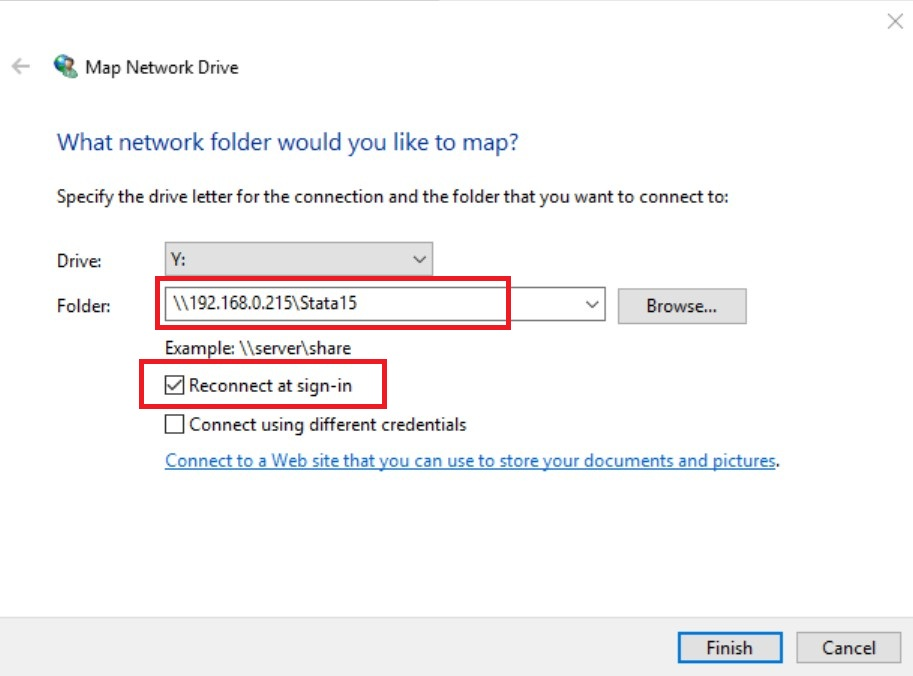 Map Network Drive
What network folder would you like to map?
Specify the drive letter for the connection and the folder that you want to connect to:
Drive: Y:
Folder: \\192.168.0.215\Stata15 Browse...
Example: \\server\share
Reconnect at sign-in
Connect using different credentials
Connect to a Web site that you can use to store your documents and pictures.
Finish Cancel